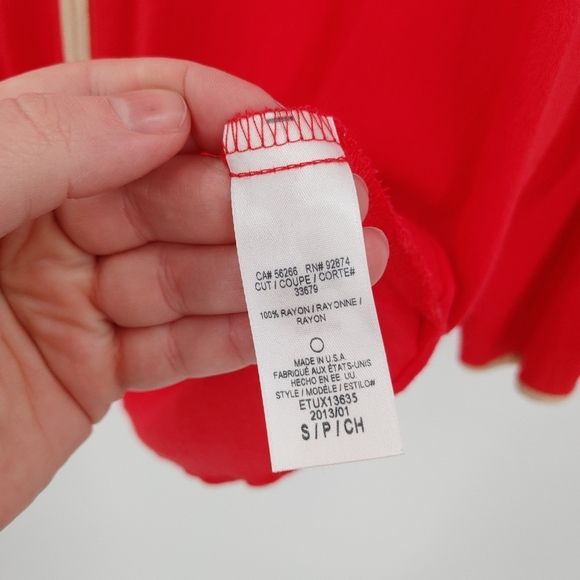 CA# 56266 RN# 92874
CUT / COUPE / CORTE#
33679
100% RAYON / RAYONNE /
RAYON
MADE IN U.S.A.
FABRIQUÉ AUX ÉTATS-UNIS
HECHO EN EE. UU.
STYLE / MODÈLE / ESTILO#
ETUX13635
2013/01
S / P / CH